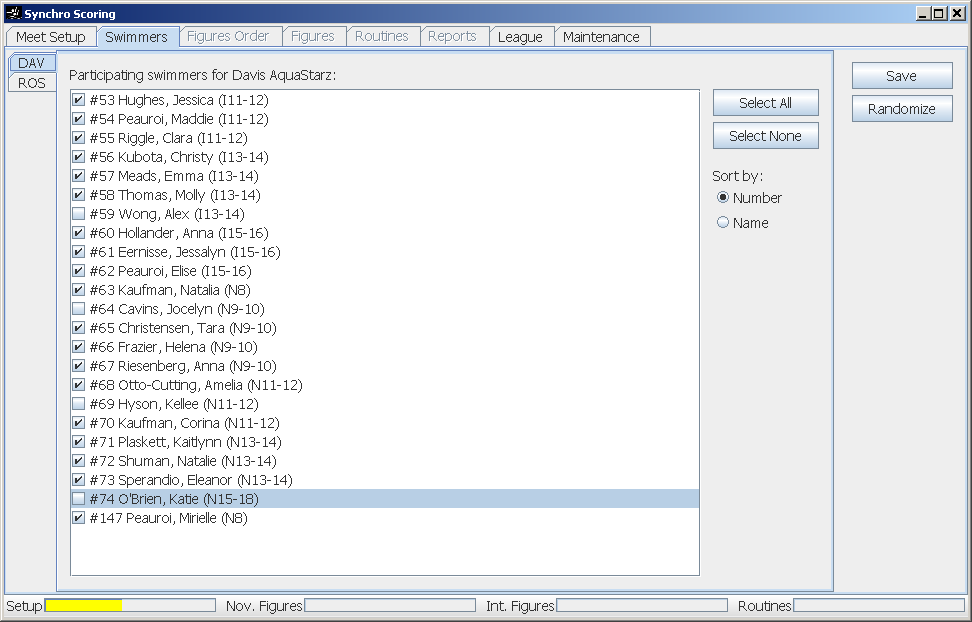 Synchro Scoring
Meet Setup Swimmers Figures Order Figures Routines Reports League Maintenance
DAV
ROS
Participating swimmers for Davis AquaStarz:
#53 Hughes, Jessica (I11-12)
#54 Peauroi, Maddie (I11-12)
#55 Riggle, Clara (I11-12)
#56 Kubota, Christy (I13-14)
#57 Meads, Emma (I13-14)
#58 Thomas, Molly (I13-14)
#59 Wong, Alex (I13-14)
#60 Hollander, Anna (I15-16)
#61 Eernisse, Jessalyn (I15-16)
#62 Peauroi, Elise (I15-16)
#63 Kaufman, Natalia (N8)
#64 Cavins, Jocelyn (N9-10)
#65 Christensen, Tara (N9-10)
#66 Frazier, Helena (N9-10)
#67 Riesenberg, Anna (N9-10)
#68 Otto-Cutting, Amelia (N11-12)
#69 Hyson, Kellee (N11-12)
#70 Kaufman, Corina (N11-12)
#71 Plaskett, Kaitlynn (N13-14)
#72 Shuman, Natalie (N13-14)
#73 Sperandio, Eleanor (N13-14)
#74 O'Brien, Katie (N15-18)
#147 Peauroi, Mirielle (N8)
Select All
Select None
Sort by:
Number
Name
Save
Randomize
Setup Nov. Figures Int. Figures Routines